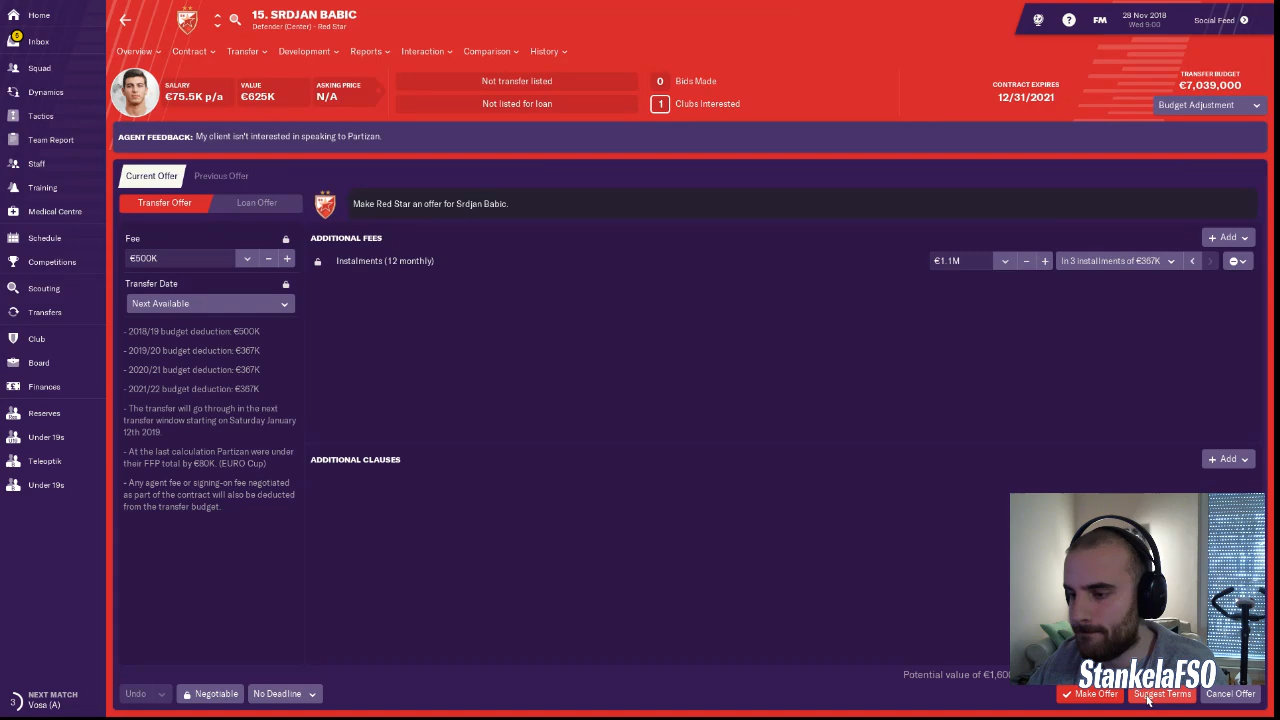 Home
15. SRDJAN BABIC
Defender (Center) - Red Star
28 Nov 2018
Wed 9:00
Social Feed
FM
?
5
Inbox
Squad
Dynamics
Tactics
Team Report
Staff
Training
Medical Centre
Schedule
Competitions
Scouting
Transfers
Club
Board
Finances
Reserves
Under 19s
Teleoptik
Under 19s
3
NEXT MATCH
Vosa (A)
Overview
Contract
Transfer
Development
Reports
Interaction
Comparison
History
SALARY
€75.5K p/a
VALUE
€625K
ASKING PRICE
N/A
Not transfer listed
Not listed for loan
0 Bids Made
1 Clubs Interested
CONTRACT EXPIRES
12/31/2021
TRANSFER BUDGET
€7,039,000
Budget Adjustment
AGENT FEEDBACK: My client isn't interested in speaking to Partizan.
Current Offer
Previous Offer
Transfer Offer
Loan Offer
Make Red Star an offer for Srdjan Babic.
Fee
€500K
Transfer Date
Next Available
- 2018/19 budget deduction: €500K
- 2019/20 budget deduction: €367K
- 2020/21 budget deduction: €367K
- 2021/22 budget deduction: €367K
- The transfer will go through in the next
transfer window starting on Saturday January
12th 2019.
- At the last calculation Partizan were under
their FFP total by €80K. (EURO Cup)
- Any agent fee or signing-on fee negotiated
as part of the contract will also be deducted
from the transfer budget.
ADDITIONAL FEES
+ Add
Instalments (12 monthly)
€1.1M
In 3 installments of €367K
ADDITIONAL CLAUSES
+ Add
Potential value of €1,600
StankelaFSO
Undo
Negotiable
No Deadline
Make Offer
Suggest Terms
Cancel Offer